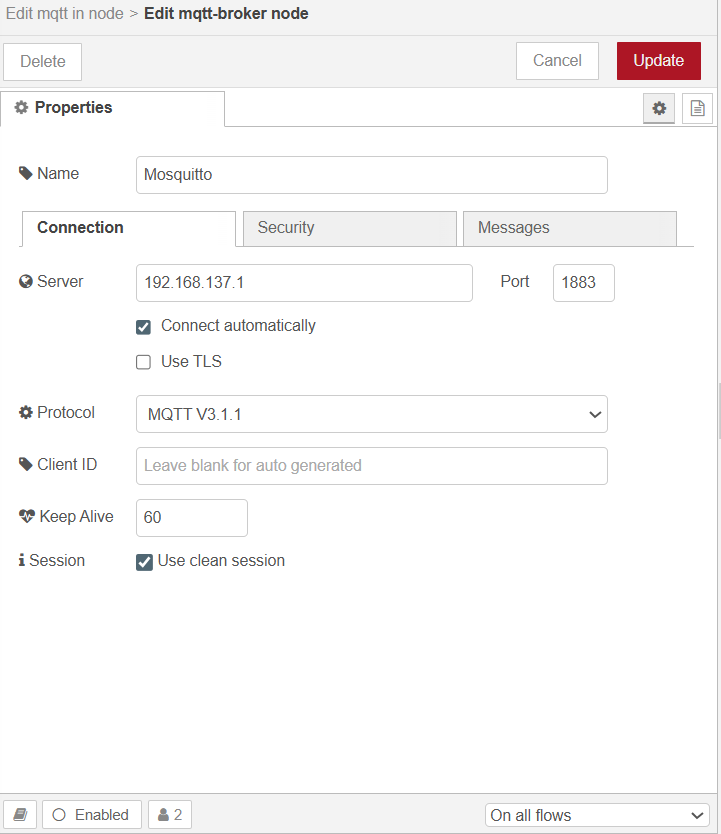 Edit mqtt in node > Edit mqtt-broker node
Delete
Cancel
Update
Properties
Name
Mosquitto
Connection
Security
Messages
Server
192.168.137.1
Port
1883
Connect automatically
Use TLS
Protocol
MQTT V3.1.1
Client ID
Leave blank for auto generated
Keep Alive
60
Session
Use clean session
Enabled
2
On all flows